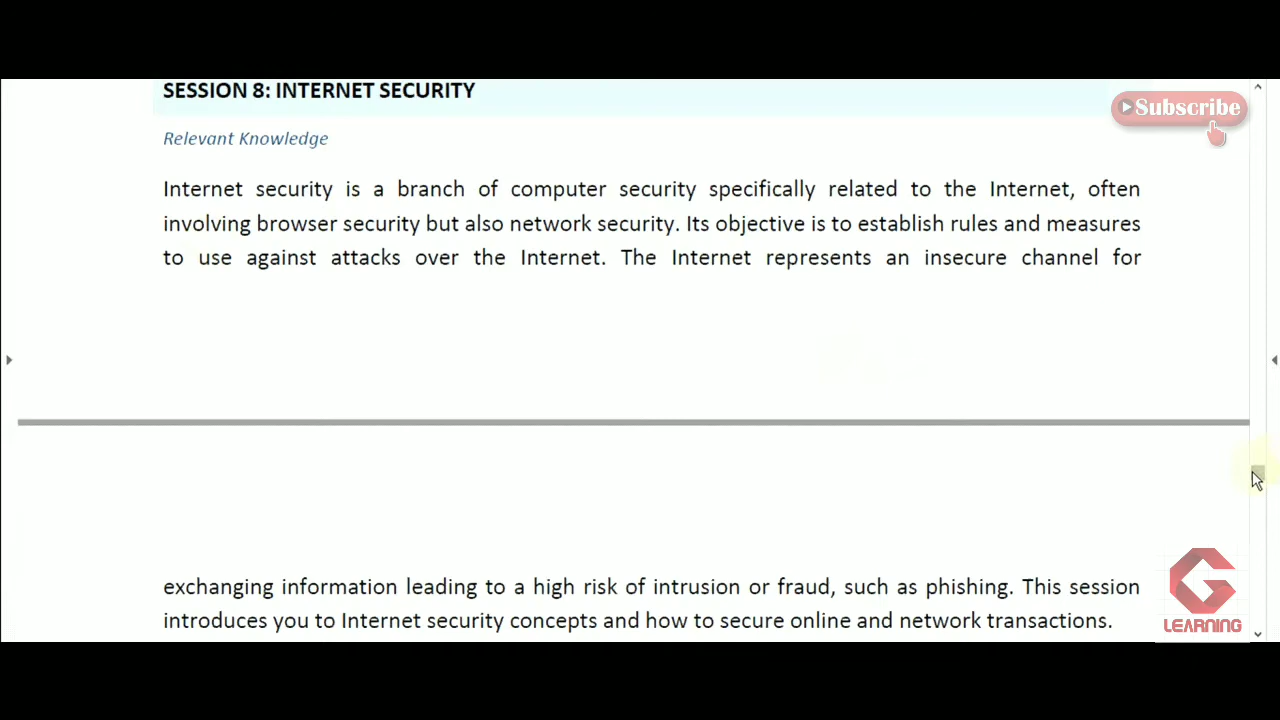 SESSION 8: INTERNET SECURITY
Subscribe
Relevant Knowledge
Internet security is a branch of computer security specifically related to the Internet, often
involving browser security but also network security. Its objective is to establish rules and measures
to use against attacks over the Internet. The Internet represents an insecure channel for
exchanging information leading to a high risk of intrusion or fraud, such as phishing. This session
introduces you to Internet security concepts and how to secure online and network transactions.
LEARNING